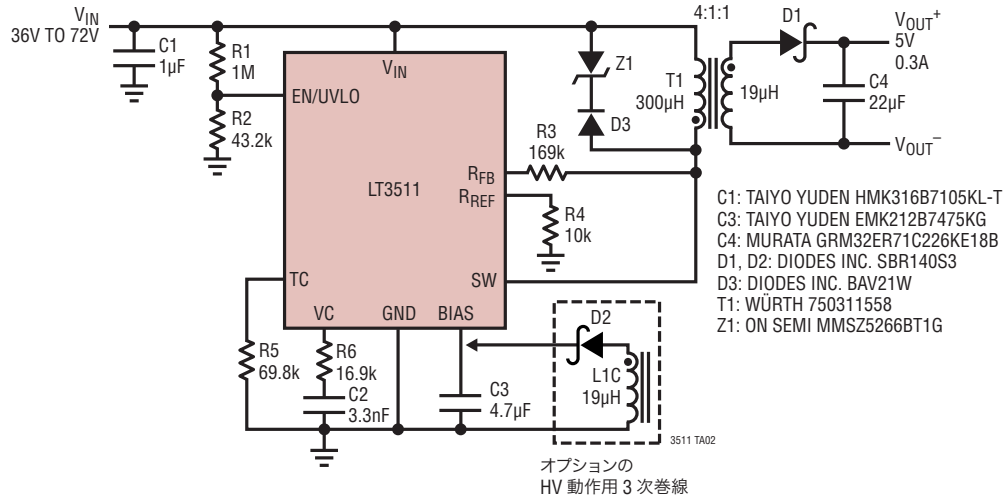 VIN
36V TO 72V
C1
1µF
R1
1M
R2
43.2k
VIN
EN/UVLO
LT3511
RFB
RREF
SW
TC
VC
GND
BIAS
Z1
D3
R3
169k
R4
10k
4:1:1
T1
300µH
19µH
D1
C4
22µF
VOUT+
5V
0.3A
VOUT–
C1: TAIYO YUDEN HMK316B7105KL-T
C3: TAIYO YUDEN EMK212B7475KG
C4: MURATA GRM32ER71C226KE18B
D1, D2: DIODES INC. SBR140S3
D3: DIODES INC. BAV21W
T1: WÜRTH 750311558
Z1: ON SEMI MMSZ5266BT1G
R5
69.8k
R6
16.9k
C2
3.3nF
C3
4.7µF
D2
L1C
19µH
3511 TA02
オプションの
HV 動作用 3 次巻線